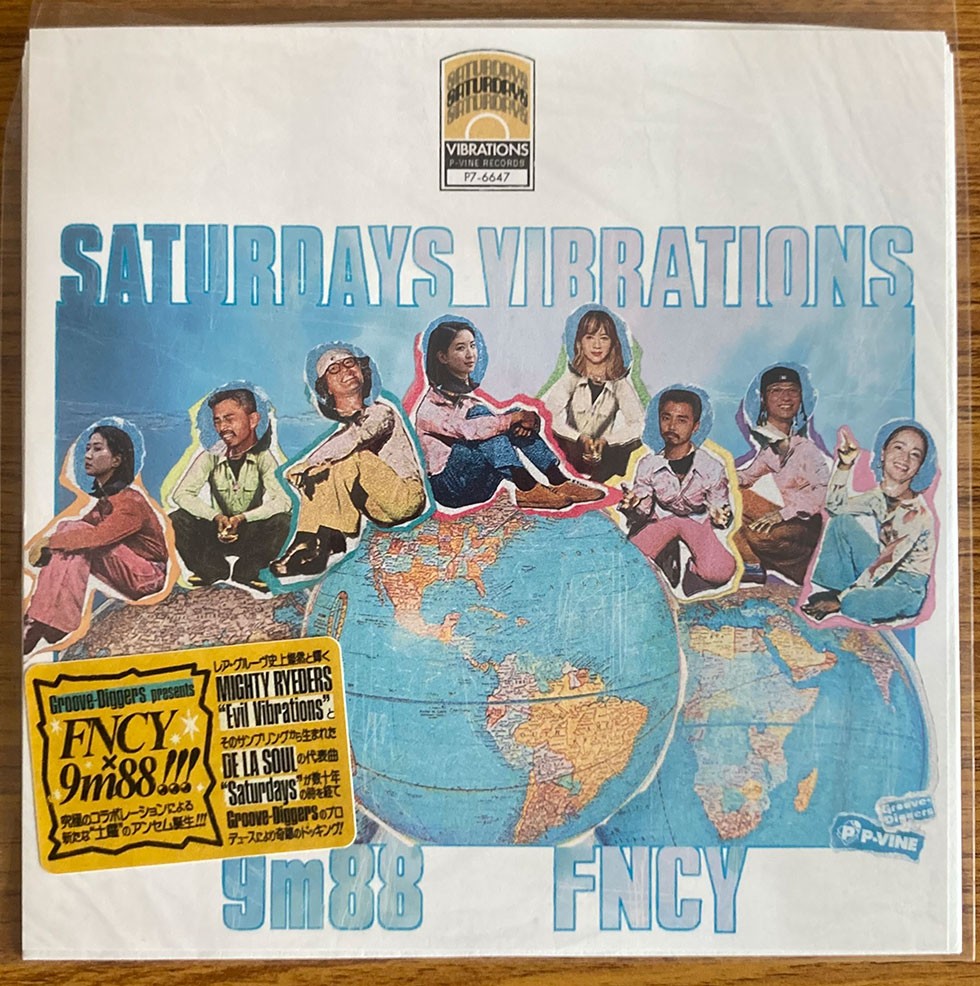 SATURDAYS
SATURDAYS
SATURDAYS
VIBRATIONS
P-VINE RECORDS
P7-6647
SATURDAYS VIBRATIONS
Groove-Diggers presents
FNCY
×
9m88!!!
究極のコラボレーションによる
新たな“土曜”のアンセム誕生!!!
レア・グルーヴ史上燦然と輝く
MIGHTY RYEDERS
“Evil Vibrations”と
そのサンプリングから生まれた
DE LA SOULの代表曲
“Saturdays”が数十年
の時を経て
Groove-Diggersのプロ
デュースにより奇跡のドッキング!
Groove-
Diggers
P-VINE
9m88 FNCY